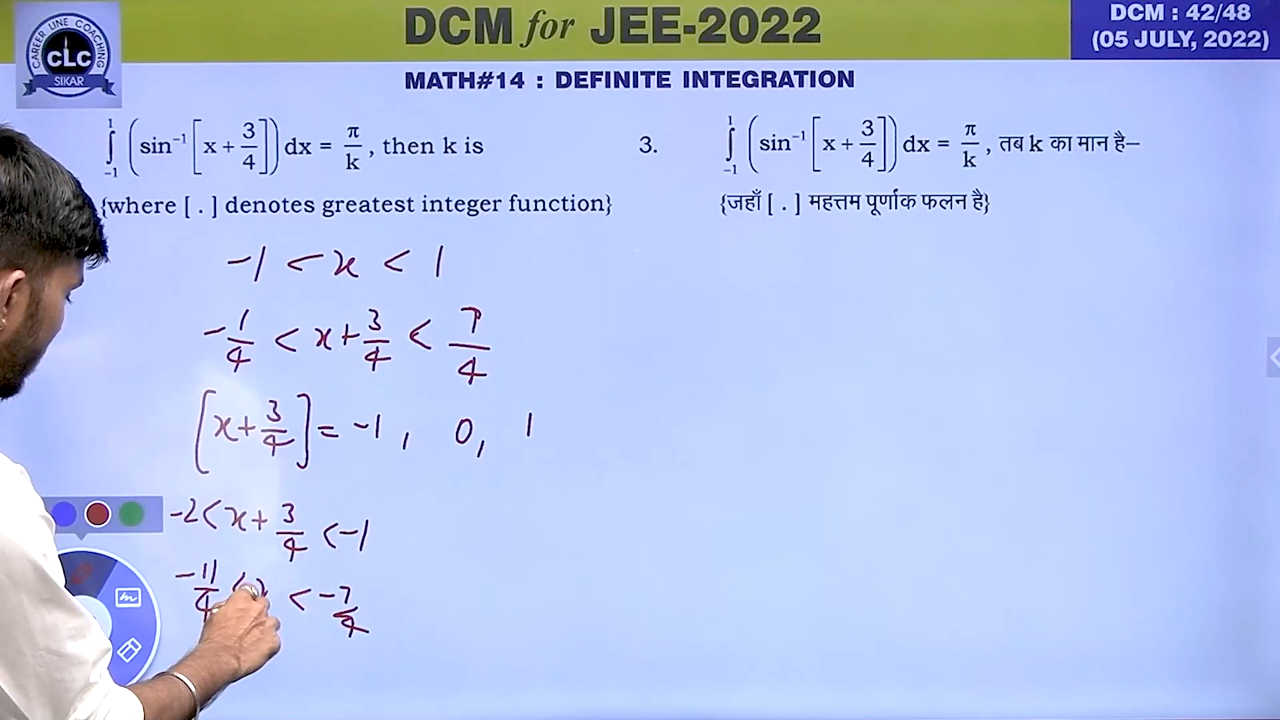 DCM for JEE-2022
DCM : 42/48
(05 JULY, 2022)
CAREER LINE COACHING
CLC
SIKAR
MATH#14 : DEFINITE INTEGRATION
∫₋₁¹ (sin⁻¹[x + 3/4]) dx = π/k, then k is
{where [ . ] denotes greatest integer function}
3. ∫₋₁¹ (sin⁻¹[x + 3/4]) dx = π/k, तब k का मान है–
{जहाँ [ . ] महत्तम पूर्णांक फलन है}
-1 < x < 1
-1/4 < x + 3/4 < 7/4
[x + 3/4] = -1, 0, 1
-2 < x + 3/4 < -1
-11/4 < < -7/4